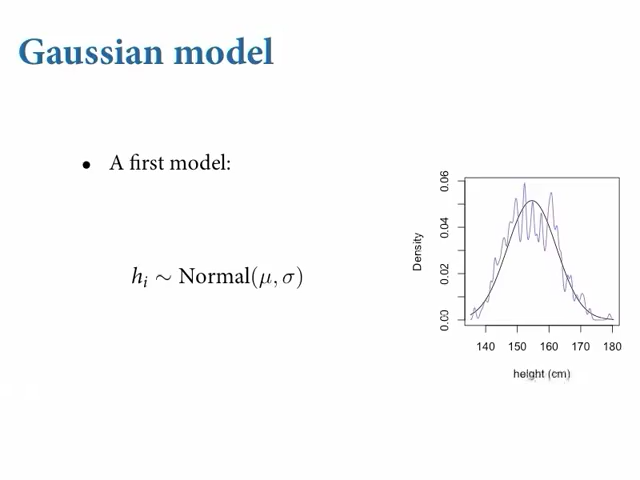 Gaussian model
• A first model:
hᵢ ~ Normal(μ, σ)
Density
0.00 0.02 0.04 0.06
140 150 160 170 180
height (cm)